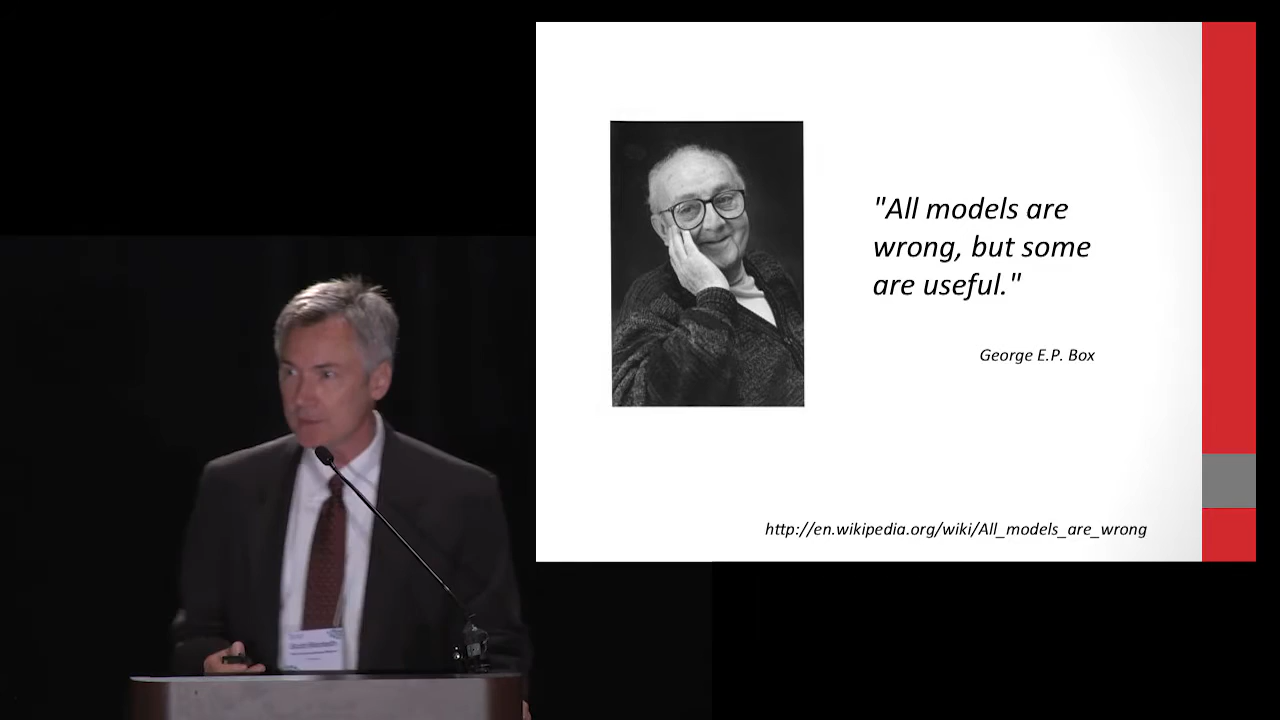 "All models are
wrong, but some
are useful."
George E.P. Box
http://en.wikipedia.org/wiki/All_models_are_wrong